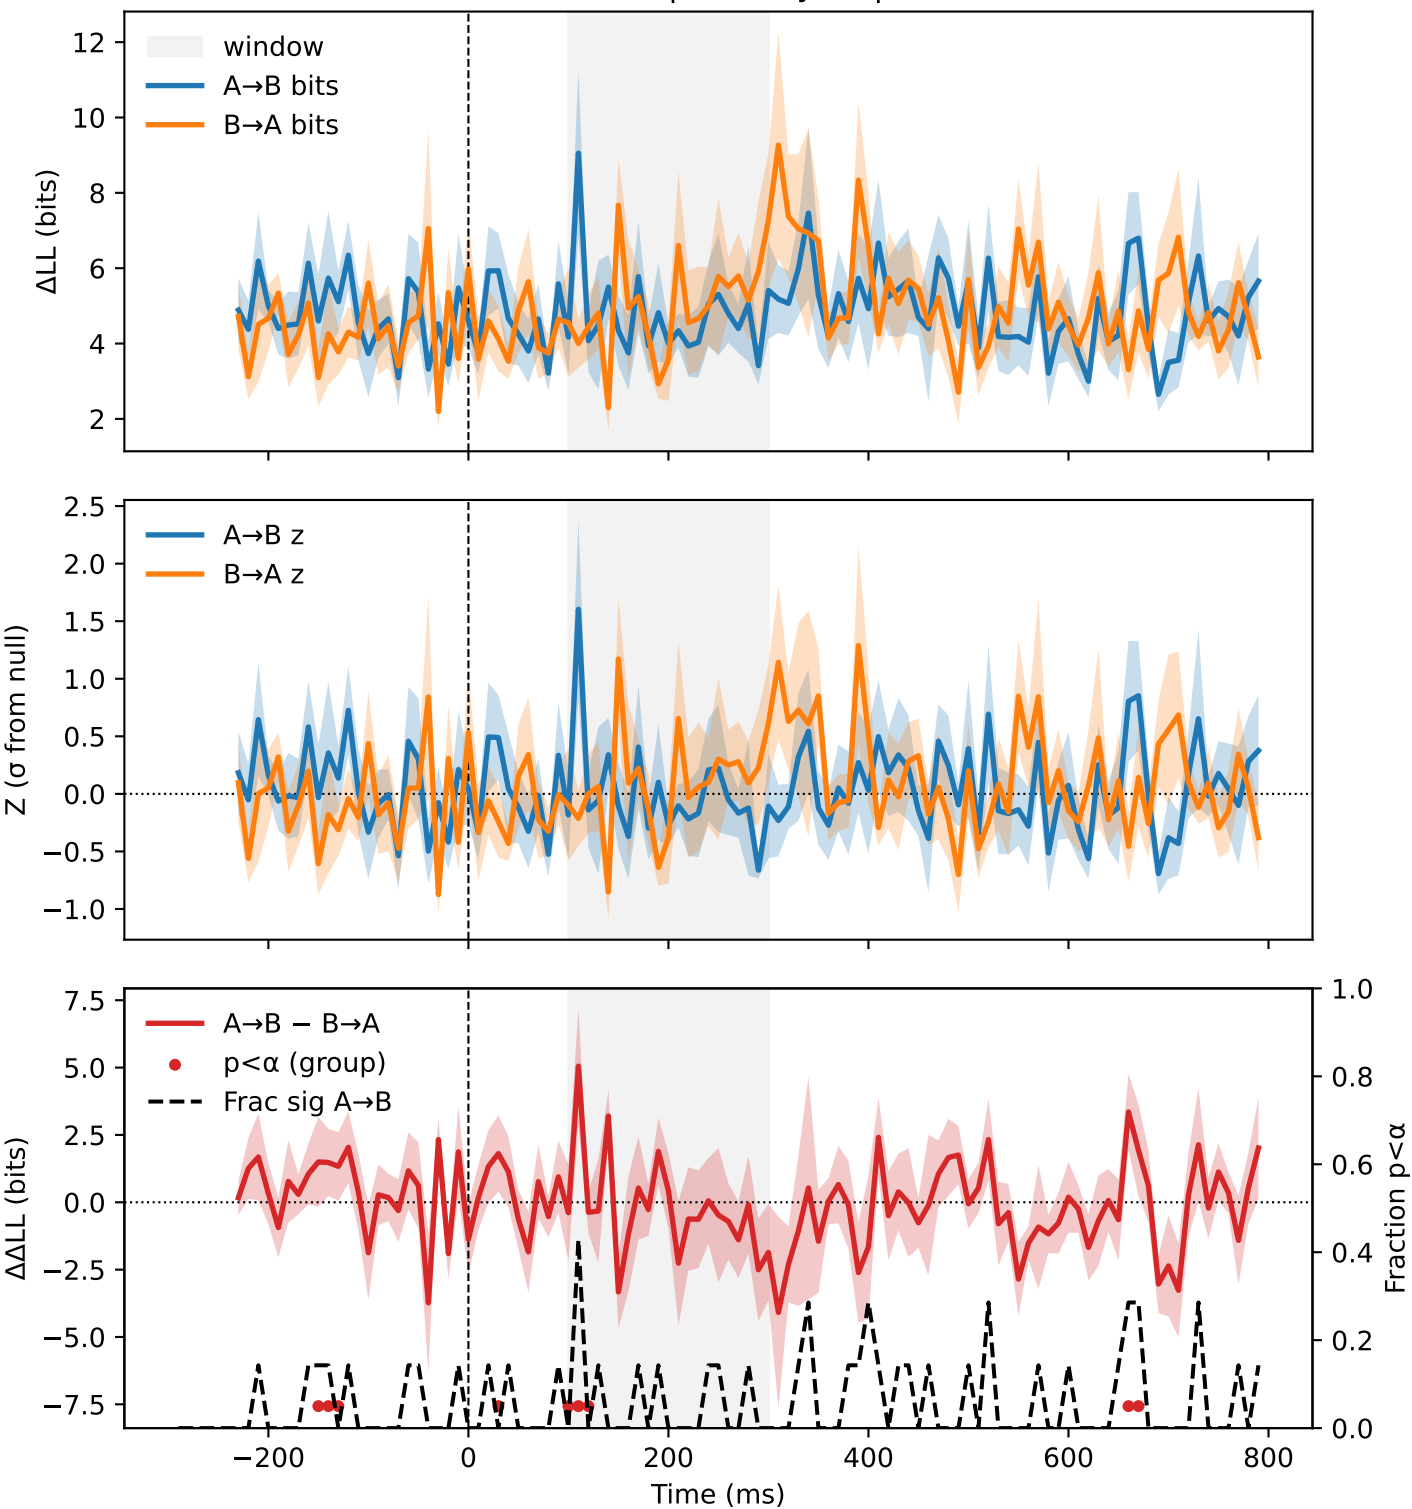 12
10
8
6
4
2
ΔLL (bits)
window
A→B bits
B→A bits
2.5
2.0
1.5
1.0
0.5
0.0
−0.5
−1.0
Z (σ from null)
A→B z
B→A z
7.5
5.0
2.5
0.0
−2.5
−5.0
−7.5
ΔΔLL (bits)
A→B − B→A
p<α (group)
Frac sig A→B
1.0
0.8
0.6
0.4
0.2
0.0
Fraction p<α
−200
0
200
400
600
800
Time (ms)